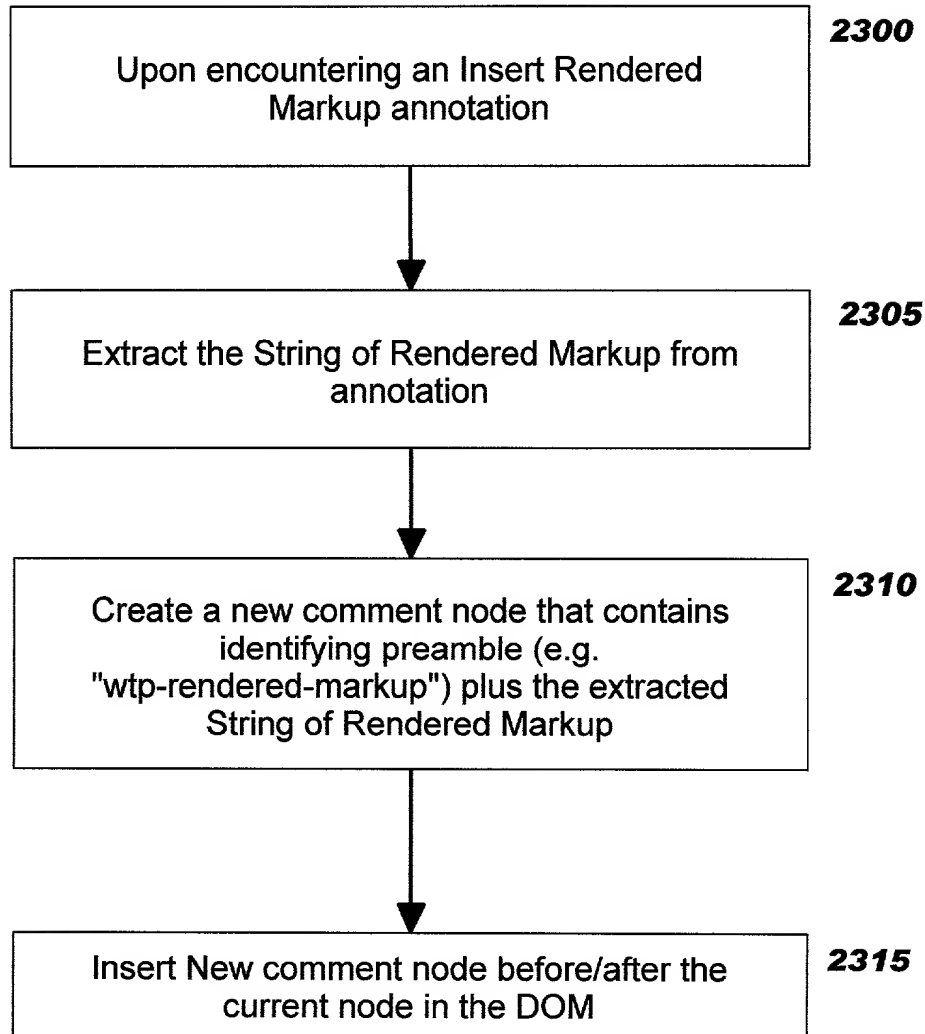 2300
Upon encountering an Insert Rendered
Markup annotation
2305
Extract the String of Rendered Markup from
annotation
2310
Create a new comment node that contains
identifying preamble (e.g.
"wtp-rendered-markup") plus the extracted
String of Rendered Markup
2315
Insert New comment node before/after the
current node in the DOM